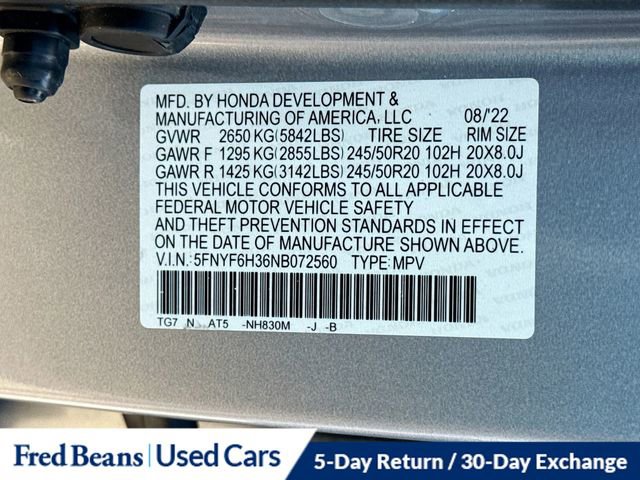 MFD. BY HONDA DEVELOPMENT &
MANUFACTURING OF AMERICA, LLC 08/'22
GVWR 2650 KG(5842LBS) TIRE SIZE RIM SIZE
GAWR F 1295 KG(2855LBS) 245/50R20 102H 20X8.0J
GAWR R 1425 KG(3142LBS) 245/50R20 102H 20X8.0J
THIS VEHICLE CONFORMS TO ALL APPLICABLE
FEDERAL MOTOR VEHICLE SAFETY
AND THEFT PREVENTION STANDARDS IN EFFECT
ON THE DATE OF MANUFACTURE SHOWN ABOVE.
V.I.N.: 5FNYF6H36NB072560 TYPE: MPV
TG7 N AT5 -NH830M -J -B
Fred Beans | Used Cars 5-Day Return / 30-Day Exchange